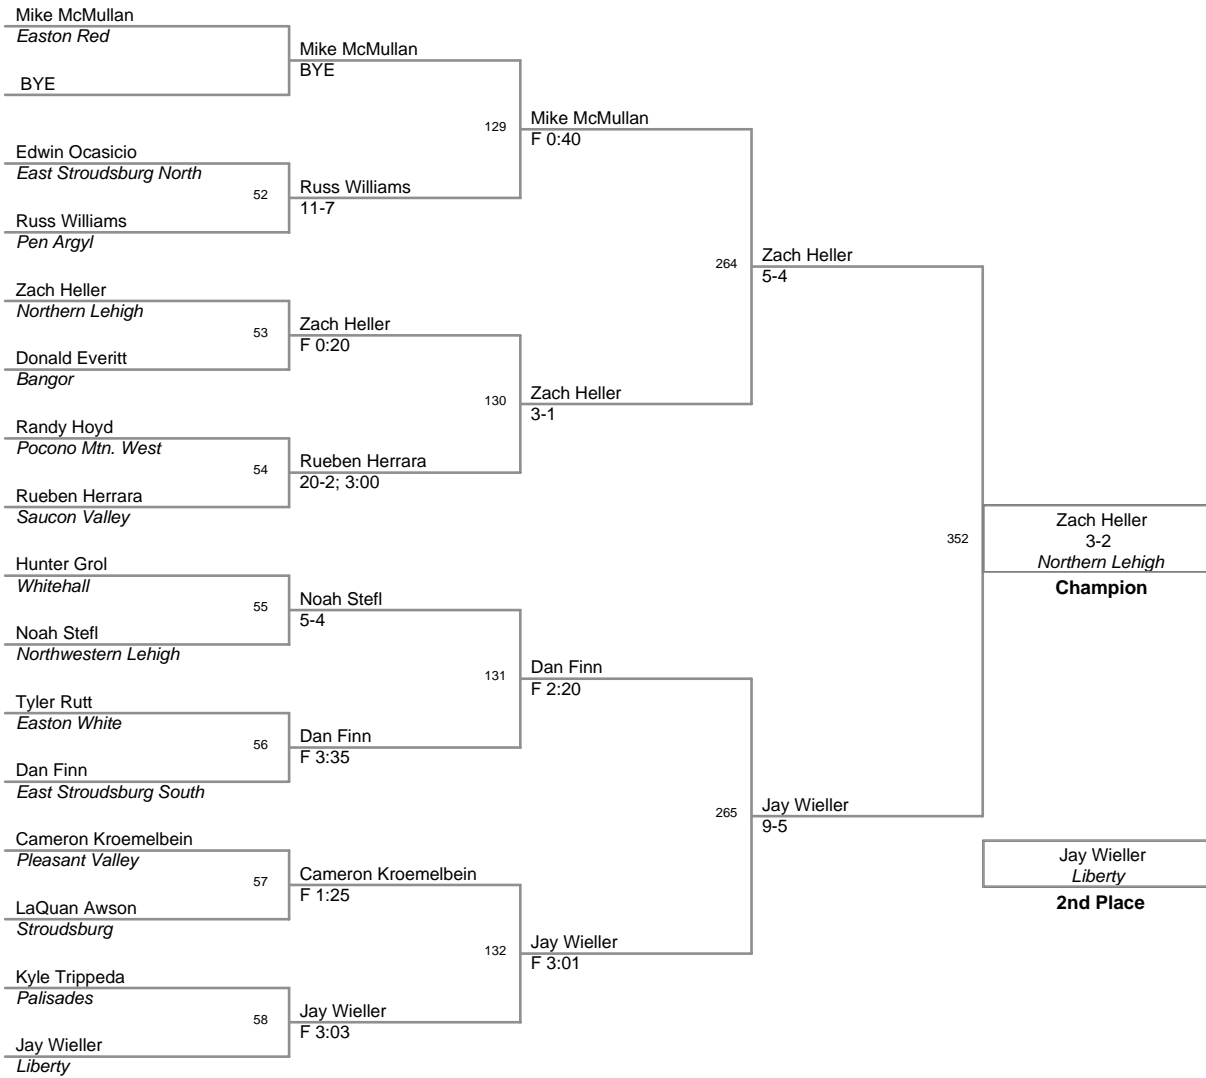 Mike McMullan
Easton Red
BYE
Mike McMullan
BYE
129
Mike McMullan
F 0:40
Edwin Ocasicio
East Stroudsburg North
52
Russ Williams
11-7
Russ Williams
Pen Argyl
264
Zach Heller
5-4
Zach Heller
Northern Lehigh
53
Zach Heller
F 0:20
Donald Everitt
Bangor
130
Zach Heller
3-1
Randy Hoyd
Pocono Mtn. West
54
Rueben Herrara
20-2; 3:00
Rueben Herrara
Saucon Valley
352
Zach Heller
3-2
Northern Lehigh
Champion
Hunter Grol
Whitehall
55
Noah Stefl
5-4
Noah Stefl
Northwestern Lehigh
131
Dan Finn
F 2:20
Tyler Rutt
Easton White
56
Dan Finn
F 3:35
Dan Finn
East Stroudsburg South
265
Jay Wieller
9-5
Cameron Kroemelbein
Pleasant Valley
57
Cameron Kroemelbein
F 1:25
LaQuan Awson
Stroudsburg
Jay Wieller
Liberty
2nd Place
132
Jay Wieller
F 3:01
Kyle Trippeda
Palisades
58
Jay Wieller
F 3:03
Jay Wieller
Liberty